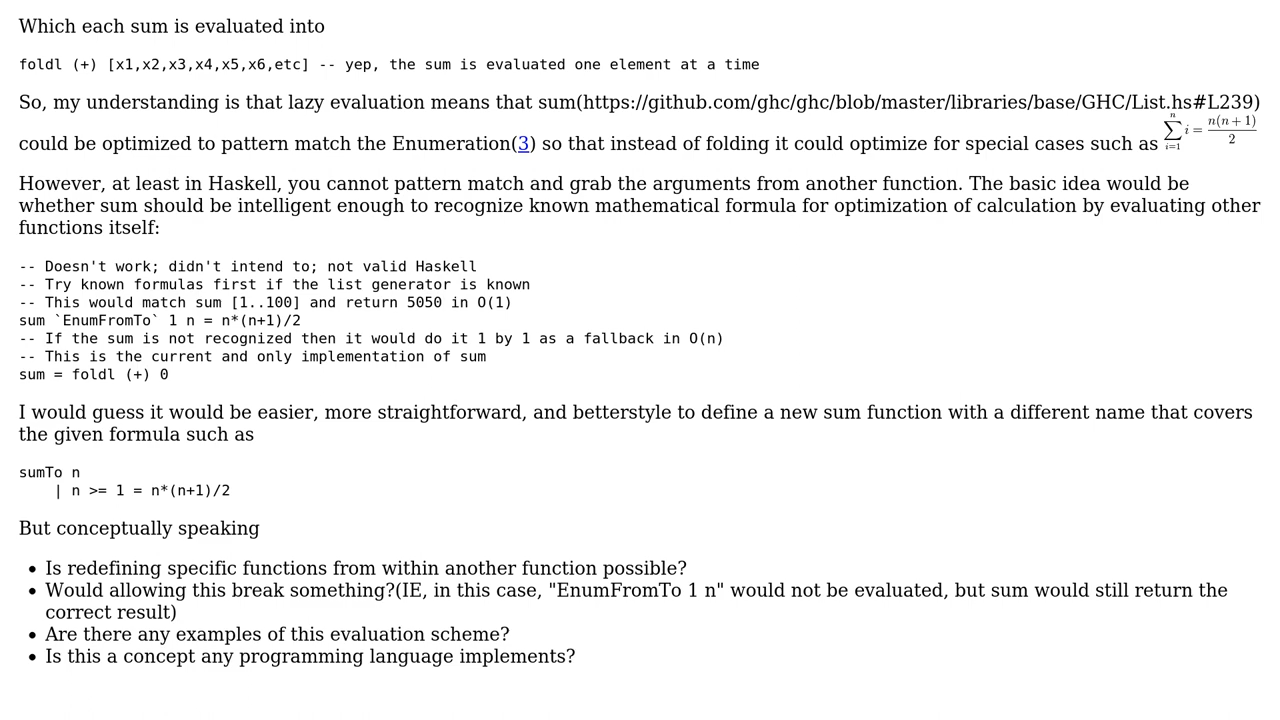 Which each sum is evaluated into
foldl (+) [x1,x2,x3,x4,x5,x6,etc] -- yep, the sum is evaluated one element at a time
So, my understanding is that lazy evaluation means that sum(https://github.com/ghc/ghc/blob/master/libraries/base/GHC/List.hs#L239)
could be optimized to pattern match the Enumeration(3) so that instead of folding it could optimize for special cases such as \sum_{i=1}^{n} i = \frac{n(n+1)}{2}
However, at least in Haskell, you cannot pattern match and grab the arguments from another function. The basic idea would be
whether sum should be intelligent enough to recognize known mathematical formula for optimization of calculation by evaluating other
functions itself:
-- Doesn't work; didn't intend to; not valid Haskell
-- Try known formulas first if the list generator is known
-- This would match sum [1..100] and return 5050 in O(1)
sum `EnumFromTo` 1 n = n*(n+1)/2
-- If the sum is not recognized then it would do it 1 by 1 as a fallback in O(n)
-- This is the current and only implementation of sum
sum = foldl (+) 0
I would guess it would be easier, more straightforward, and betterstyle to define a new sum function with a different name that covers
the given formula such as
sumTo n
    | n >= 1 = n*(n+1)/2
But conceptually speaking
• Is redefining specific functions from within another function possible?
• Would allowing this break something?(IE, in this case, "EnumFromTo 1 n" would not be evaluated, but sum would still return the
correct result)
• Are there any examples of this evaluation scheme?
• Is this a concept any programming language implements?